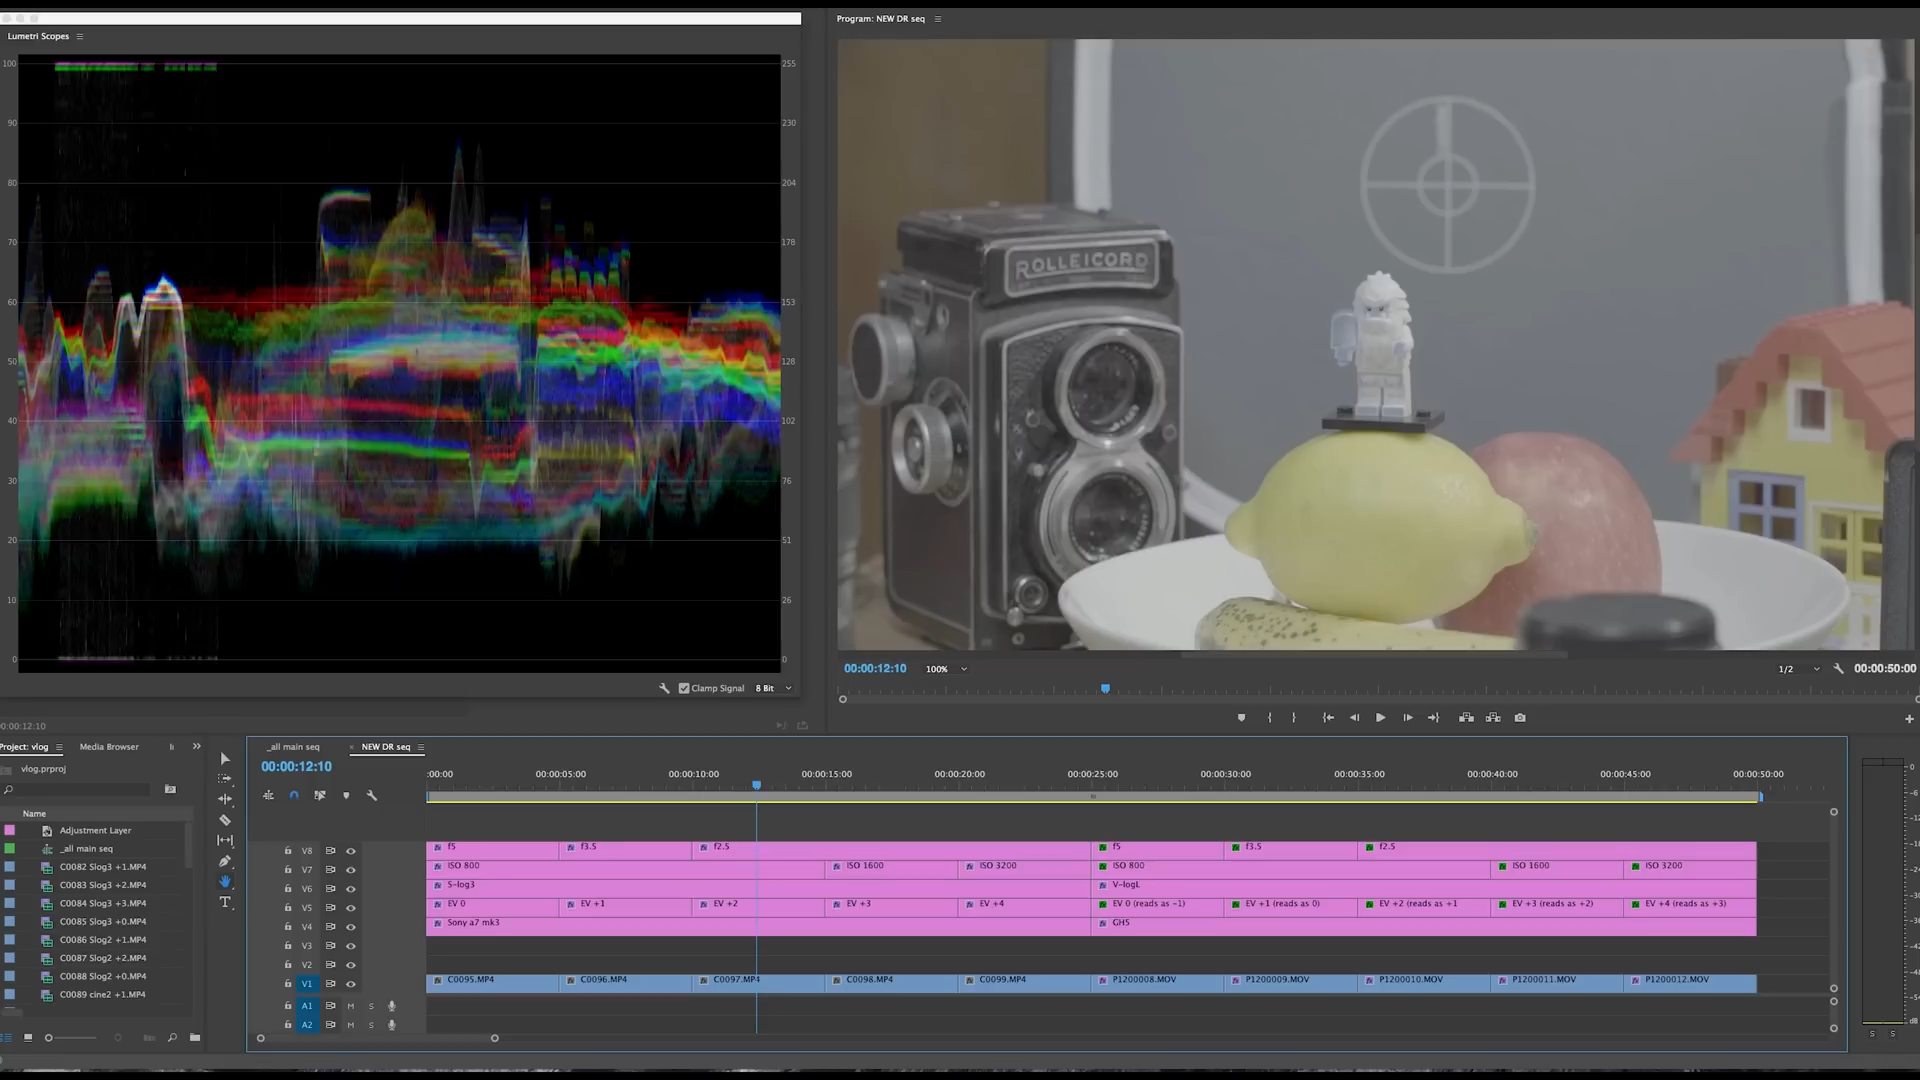 Lumetri Scopes
100
90
80
70
60
50
40
30
20
10
0
255
230
204
178
153
128
102
76
51
26
0
Clamp Signal 8 Bit
Program: NEW DR seq
ROLLEICORD
00:00:12:10 100% 1/2 00:00:50:00
00:00:12:10
Project: vlog Media Browser
vlog.prproj
Name
Adjustment Layer
_all main seq
C0082 Slog3 +1.MP4
C0083 Slog3 +2.MP4
C0084 Slog3 +3.MP4
C0085 Slog3 +0.MP4
C0086 Slog2 +1.MP4
C0087 Slog2 +2.MP4
C0088 Slog2 +0.MP4
C0089 cine2 +1.MP4
_all main seq × NEW DR seq
00:00:12:10
:00:00 00:00:05:00 00:00:10:00 00:00:15:00 00:00:20:00 00:00:25:00 00:00:30:00 00:00:35:00 00:00:40:00 00:00:45:00 00:00:50:00
V8 f5 f3.5 f2.5 f5 f3.5 f2.5
V7 ISO 800 ISO 1600 ISO 3200 ISO 800 ISO 1600 ISO 3200
V6 S-log3 V-logL
V5 EV 0 EV +1 EV +2 EV +3 EV +4 EV 0 (reads as -1) EV +1 (reads as 0) EV +2 (reads as +1 EV +3 (reads as +2) EV +4 (reads as +3)
V4 Sony a7 mk3 GH5
V3
V2
V1 C0095.MP4 C0096.MP4 C0097.MP4 C0098.MP4 C0099.MP4 P1200008.MOV P1200009.MOV P1200010.MOV P1200011.MOV P1200012.MOV
A1 M S
A2 M S
0
-6
-12
-18
-24
-30
-36
-42
-48
-54
dB
S S